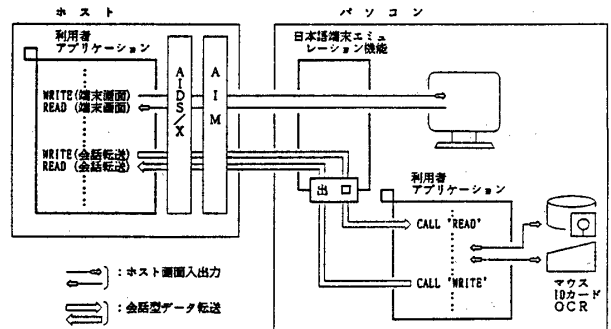 ホスト
パソコン
利用者
アプリケーション
AIDS/X
AIM
WRITE(端末画面)
READ (端末画面)
WRITE(会話転送)
READ (会話転送)
日本語端末エミュ
レーション機能
出口
利用者
アプリケーション
CALL 'READ'
CALL 'WRITE'
マウス
IDカード
OCR
:ホスト画面入出力
:会話型データ転送